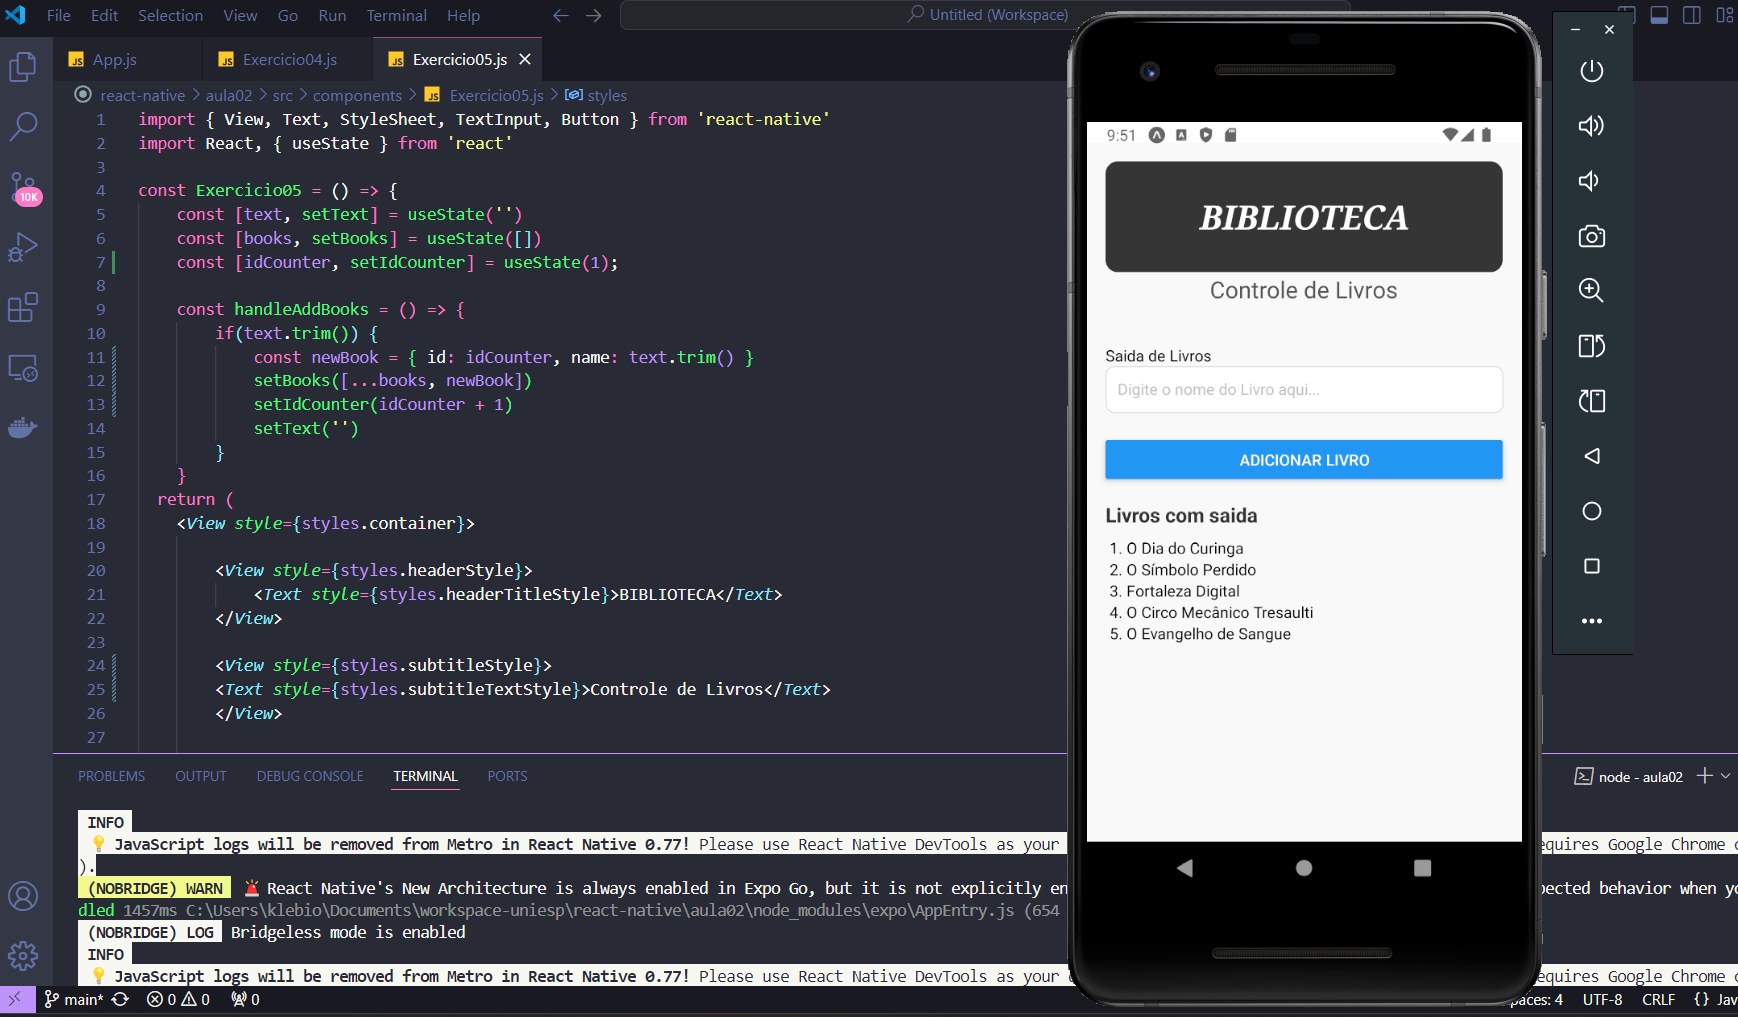 File Edit Selection View Go Run Terminal Help
Untitled (Workspace)
App.js
Exercicio04.js
Exercicio05.js
react-native > aula02 > src > components > Exercicio05.js > styles
1 import { View, Text, StyleSheet, TextInput, Button } from 'react-native'
2 import React, { useState } from 'react'
3
4 const Exercicio05 = () => {
5 const [text, setText] = useState('')
6 const [books, setBooks] = useState([])
7 const [idCounter, setIdCounter] = useState(1);
8
9 const handleAddBooks = () => {
10 if(text.trim()) {
11 const newBook = { id: idCounter, name: text.trim() }
12 setBooks([...books, newBook])
13 setIdCounter(idCounter + 1)
14 setText('')
15 }
16 }
17 return (
18 <View style={styles.container}>
19
20 <View style={styles.headerStyle}>
21 <Text style={styles.headerTitleStyle}>BIBLIOTECA</Text>
22 </View>
23
24 <View style={styles.subtitleStyle}>
25 <Text style={styles.subtitleTextStyle}>Controle de Livros</Text>
26 </View>
27
10K
PROBLEMS OUTPUT DEBUG CONSOLE TERMINAL PORTS
node - aula02
INFO
JavaScript logs will be removed from Metro in React Native 0.77! Please use React Native DevTools as your equires Google Chrome
).
(NOBRIDGE) WARN React Native's New Architecture is always enabled in Expo Go, but it is not explicitly en pected behavior when
dled 1457ms C:\Users\klebio\Documents\workspace-uniesp\react-native\aula02\node_modules\expo\AppEntry.js (654
(NOBRIDGE) LOG Bridgeless mode is enabled
INFO
JavaScript logs will be removed from Metro in React Native 0.77! Please use React Native DevTools as your equires Google Chrome
main* 0 0 0 paces: 4 UTF-8 CRLF {} Jav
9:51
BIBLIOTECA
Controle de Livros
Saida de Livros
Digite o nome do Livro aqui...
ADICIONAR LIVRO
Livros com saida
1. O Dia do Curinga
2. O Símbolo Perdido
3. Fortaleza Digital
4. O Circo Mecânico Tresaulti
5. O Evangelho de Sangue